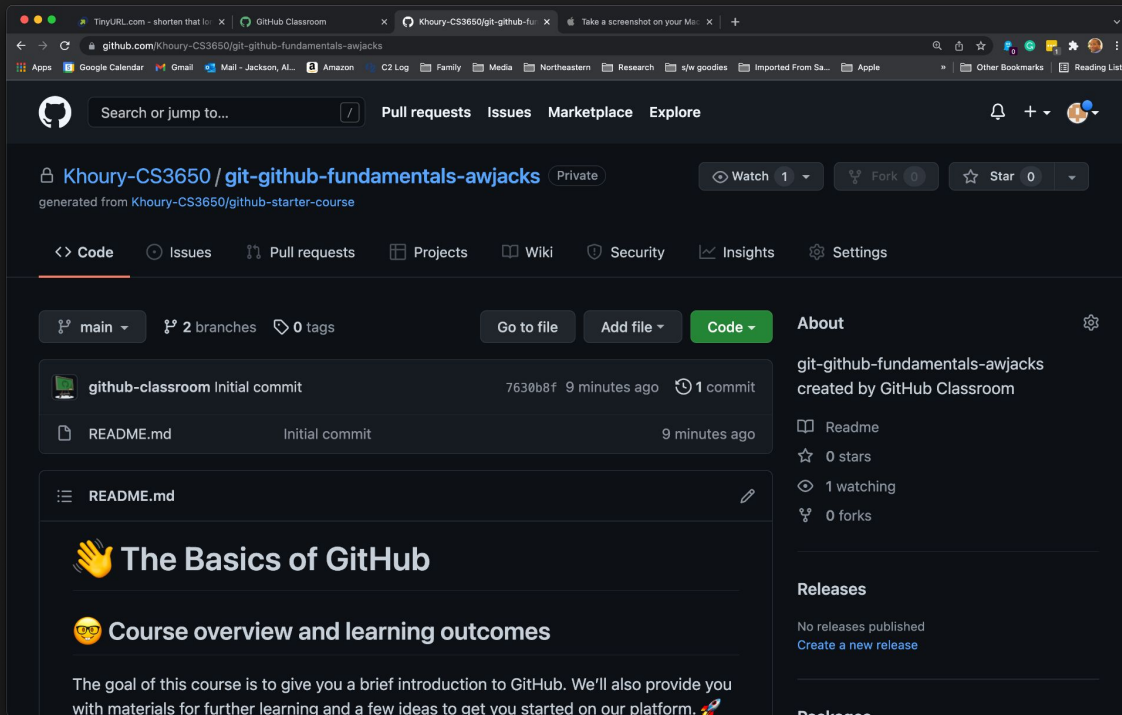 TinyURL.com - shorten that lo
GitHub Classroom
Khoury-CS3650/git-github-fun
Take a screenshot on your Mac
github.com/Khoury-CS3650/git-github-fundamentals-awjacks
Apps Google Calendar Gmail Mail - Jackson, Al... Amazon C2 Log Family Media Northeastern Research s/w goodies Imported From Sa... Apple » Other Bookmarks Reading List
Search or jump to... / Pull requests Issues Marketplace Explore
Khoury-CS3650 / git-github-fundamentals-awjacks Private
Watch 1 Fork 0 Star 0
generated from Khoury-CS3650/github-starter-course
<> Code Issues Pull requests Projects Wiki Security Insights Settings
main 2 branches 0 tags Go to file Add file Code
github-classroom Initial commit 7630b8f 9 minutes ago 1 commit
README.md Initial commit 9 minutes ago
README.md
👋 The Basics of GitHub
🤓 Course overview and learning outcomes
The goal of this course is to give you a brief introduction to GitHub. We'll also provide you
with materials for further learning and a few ideas to get you started on our platform. 🚀
About
git-github-fundamentals-awjacks
created by GitHub Classroom
Readme
0 stars
1 watching
0 forks
Releases
No releases published
Create a new release
Packages